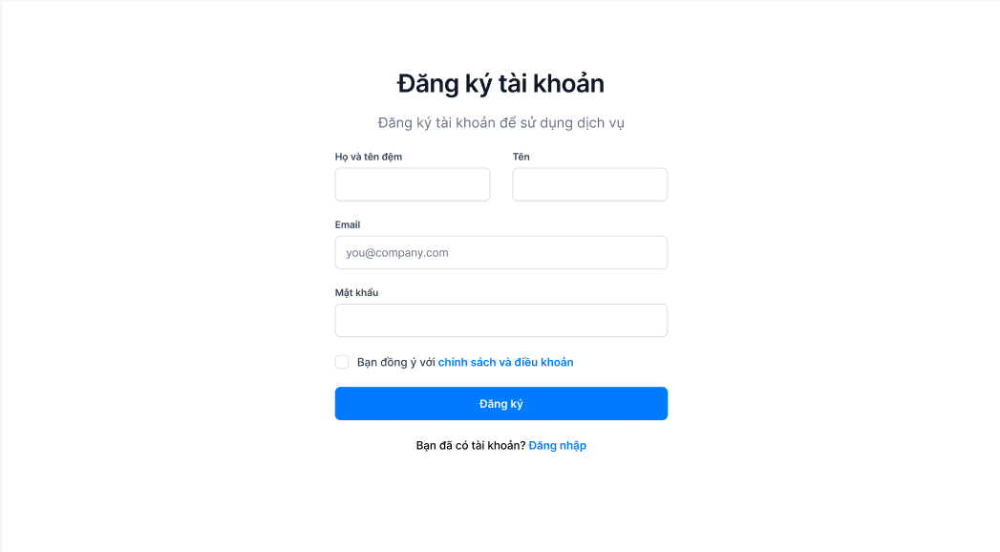 Đăng ký tài khoản
Đăng ký tài khoản để sử dụng dịch vụ
Họ và tên đệm
Tên
Email
you@company.com
Mật khẩu
Bạn đồng ý với chính sách và điều khoản
Đăng ký
Bạn đã có tài khoản? Đăng nhập